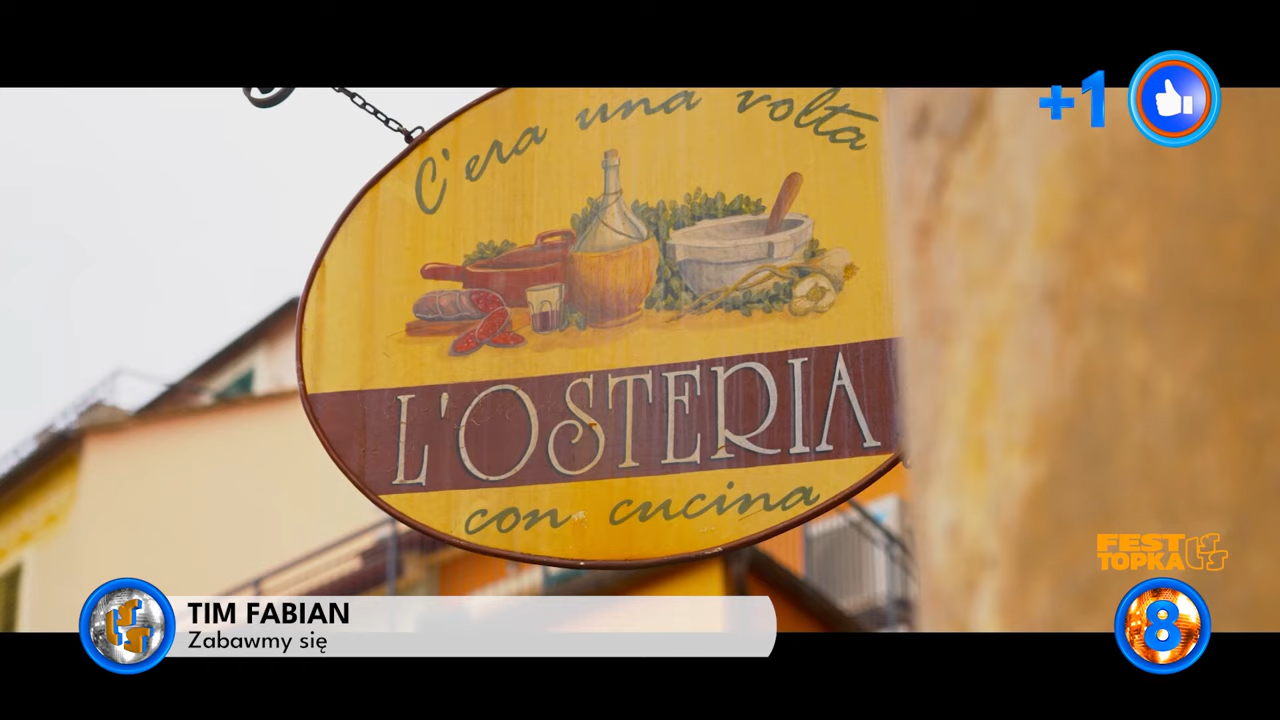 +1
C'era una volta
L'OSTERIA
con cucina
FEST
TOPKA
8
TIM FABIAN
Zabawmy się